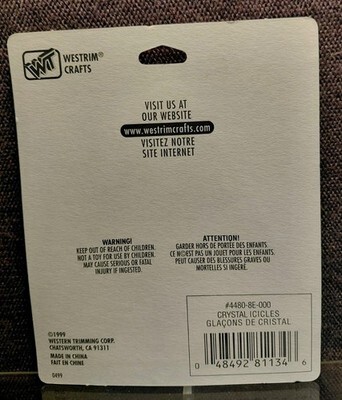 WT
WESTRIM®
CRAFTS
VISIT US AT
OUR WEBSITE
www.westrimcrafts.com
VISITEZ NOTRE
SITE INTERNET
WARNING!
KEEP OUT OF REACH OF CHILDREN.
NOT A TOY FOR USE BY CHILDREN.
MAY CAUSE SERIOUS OR FATAL
INJURY IF INGESTED.
ATTENTION!
GARDER HORS DE PORTÉE DES ENFANTS.
CE N'EST PAS UN JOUET POUR LES ENFANTS.
PEUT CAUSER DES BLESSURES GRAVES OU
MORTELLES SI INGÉRÉ.
©1999
WESTERN TRIMMING CORP.
CHATSWORTH, CA 91311
MADE IN CHINA
FAIT EN CHINE
0499
#4480-8E-000
CRYSTAL ICICLES
GLAÇONS DE CRISTAL
0 48492 81134 6